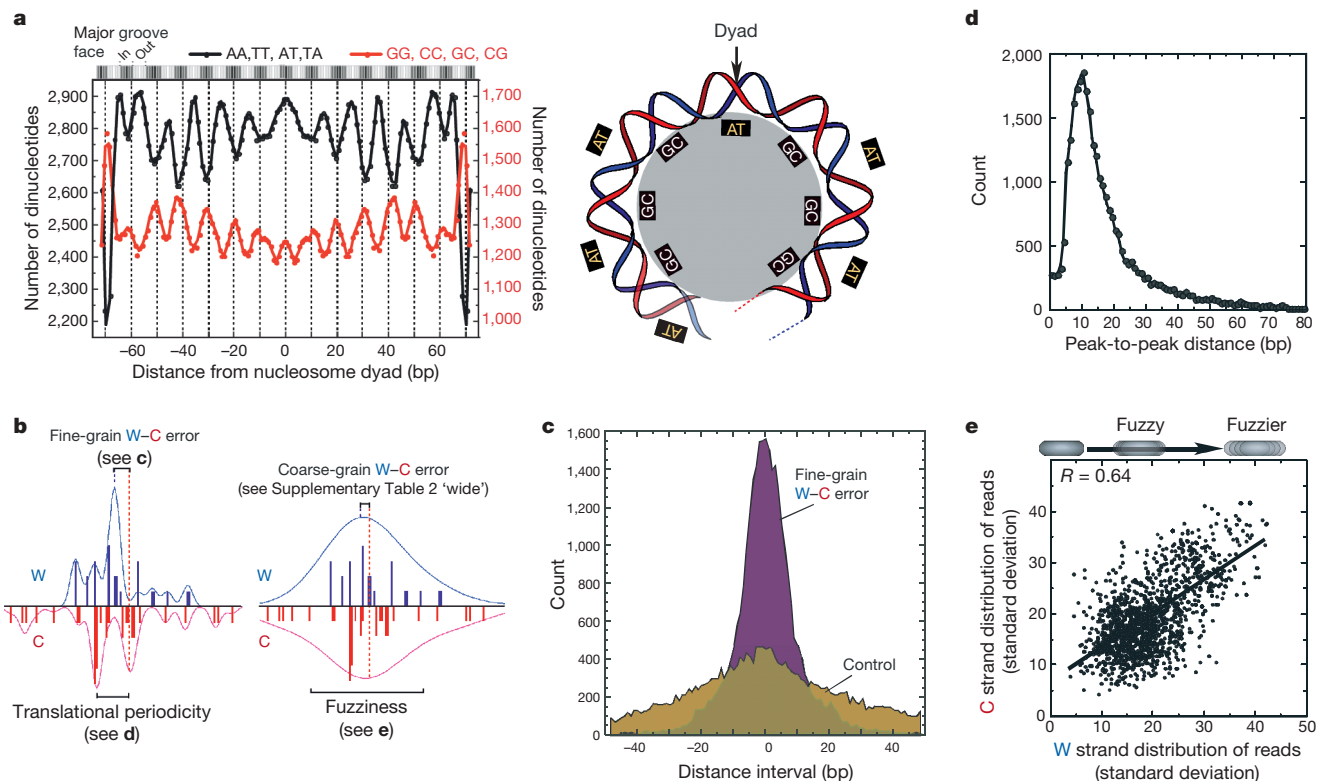 a
Major groove
face
In
Out
AA,TT, AT,TA
GG, CC, GC, CG
Number of dinucleotides
2,900
2,800
2,700
2,600
2,500
2,400
2,300
2,200
1,700
1,600
1,500
1,400
1,300
1,200
1,100
1,000
Number of dinucleotides
−60
−40
−20
0
20
40
60
Distance from nucleosome dyad (bp)
Dyad
AT
AT
AT
GC
GC
GC
GC
AT
AT
GC
GC
AT
d
Count
2,000
1,500
1,000
500
0
0
10
20
30
40
50
60
70
80
Peak-to-peak distance (bp)
b
Fine-grain W–C error
(see c)
W
C
Translational periodicity
(see d)
Coarse-grain W–C error
(see Supplementary Table 2 ‘wide’)
W
C
Fuzziness
(see e)
c
Count
1,600
1,400
1,200
1,000
800
600
400
200
0
Fine-grain
W–C error
Control
−40
−20
0
20
40
Distance interval (bp)
e
Fuzzy
Fuzzier
R = 0.64
C strand distribution of reads
(standard deviation)
40
30
20
10
0
0
10
20
30
40
50
W strand distribution of reads
(standard deviation)